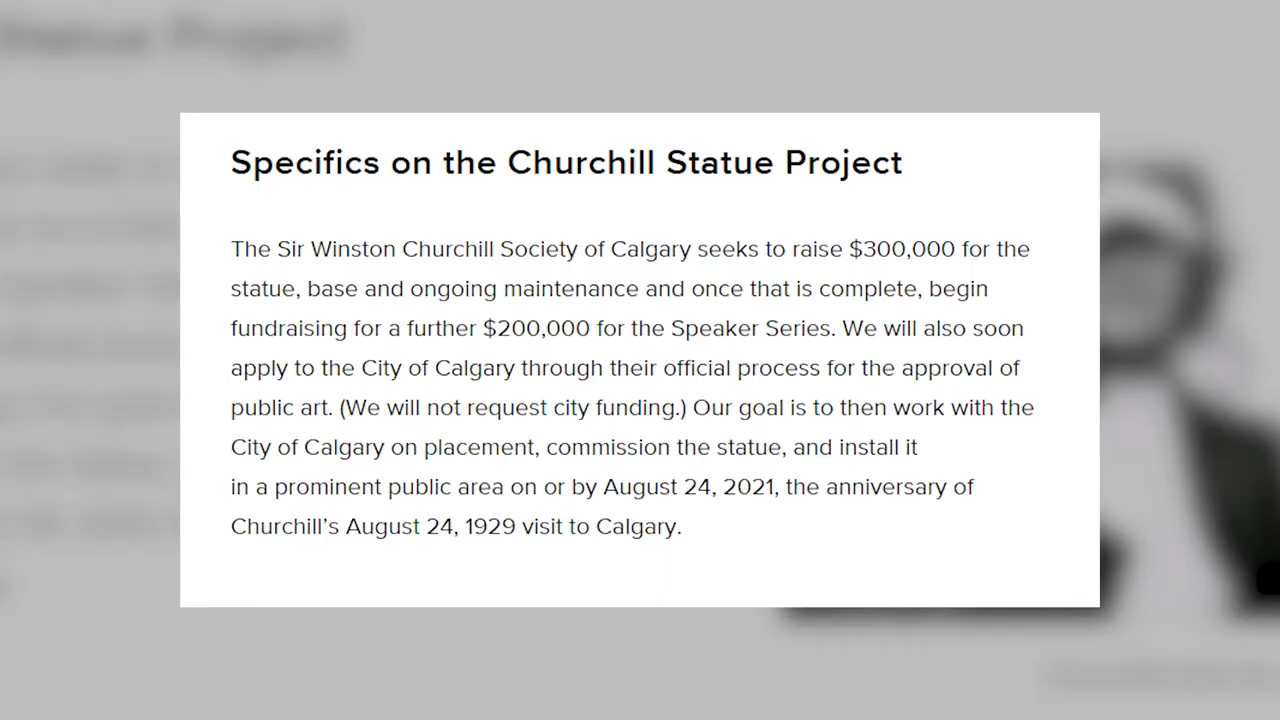 Statue Project
Specifics on the Churchill Statue Project
The Sir Winston Churchill Society of Calgary seeks to raise $300,000 for the
statue, base and ongoing maintenance and once that is complete, begin
fundraising for a further $200,000 for the Speaker Series. We will also soon
apply to the City of Calgary through their official process for the approval of
public art. (We will not request city funding.) Our goal is to then work with the
City of Calgary on placement, commission the statue, and install it
in a prominent public area on or by August 24, 2021, the anniversary of
Churchill’s August 24, 1929 visit to Calgary.